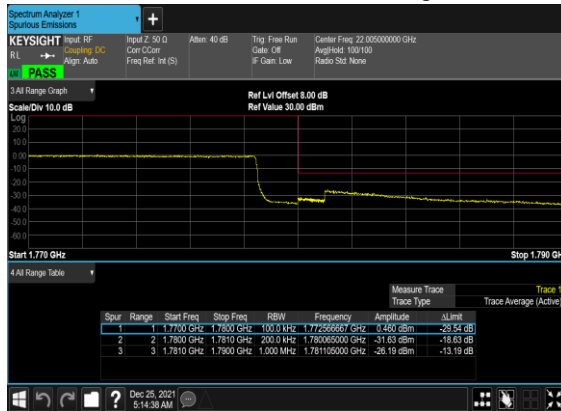 Spectrum Analyzer 1
Spurious Emissions
KEYSIGHT Input: RF Input Z: 50 Ω Atten: 40 dB Trig: Free Run Center Freq: 22.005000000 GHz
RL Coupling: DC Corr CCorr Gate: Off Avg|Hold: 100/100
Align: Auto Freq Ref: Int (S) IF Gain: Low Radio Std: None
PASS
3 All Range Graph
Ref Lvl Offset 8.00 dB
Scale/Div 10.0 dB Ref Value 30.00 dBm
Log
20.0
10.0
0.00
-10.0
-20.0
-30.0
-40.0
-50.0
-60.0
Start 1.770 GHz Stop 1.790 GH
4 All Range Table
Measure Trace Trace 1
Trace Type Trace Average (Active)
Spur Range Start Freq Stop Freq RBW Frequency Amplitude ΔLimit
1 1 1.7700 GHz 1.7800 GHz 100.0 kHz 1.772566667 GHz 0.460 dBm -29.54 dB
2 2 1.7800 GHz 1.7810 GHz 200.0 kHz 1.780065000 GHz -31.63 dBm -18.63 dB
3 3 1.7810 GHz 1.7900 GHz 1.000 MHz 1.781105000 GHz -26.19 dBm -13.19 dB
? Dec 25, 2021
5:14:38 AM